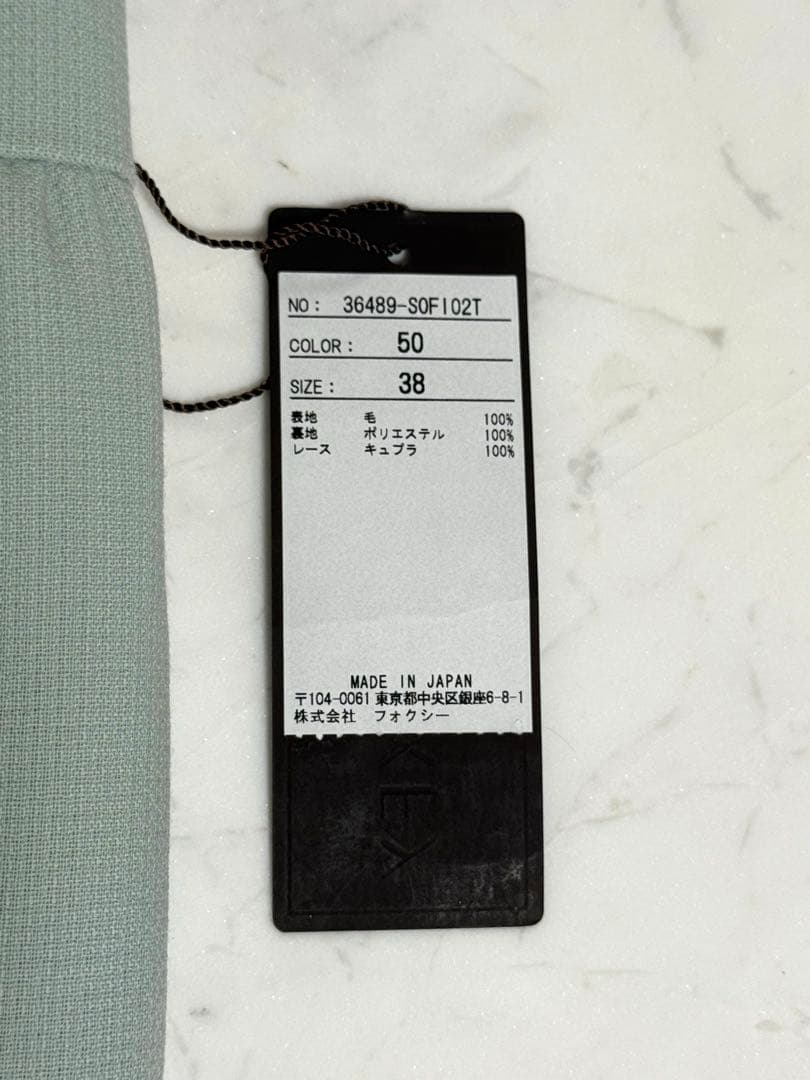 NO: 36489-SOFI02T
COLOR: 50
SIZE: 38
表地 毛 100%
裏地 ポリエステル 100%
レース キュプラ 100%
MADE IN JAPAN
〒104-0061 東京都中央区銀座6-8-1
株式会社 フォクシー